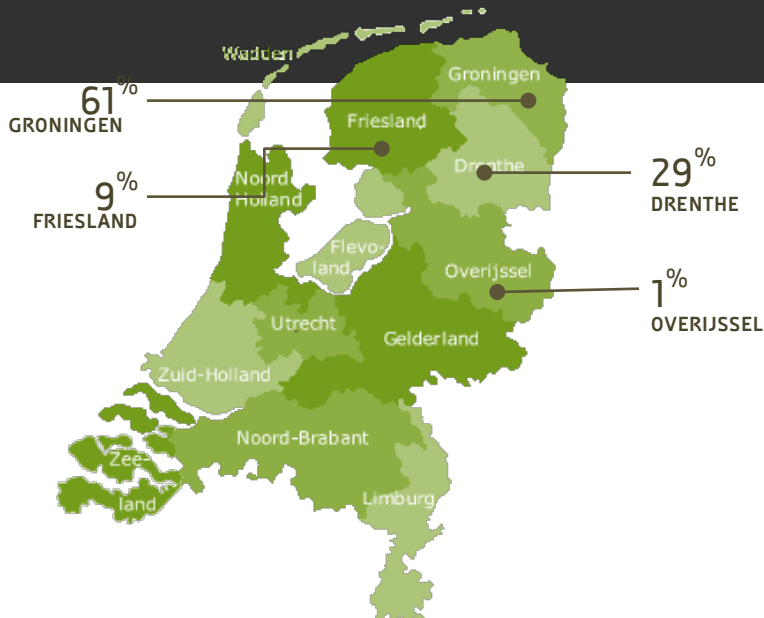 Wadden
Groningen
61%
GRONINGEN
Friesland
Drenthe
29%
DRENTHE
9%
FRIESLAND
Noord-
Holland
Flevo-
land
Overijssel
1%
OVERIJSSEL
Utrecht
Gelderland
Zuid-Holland
Noord-Brabant
Zee-
land
Limburg